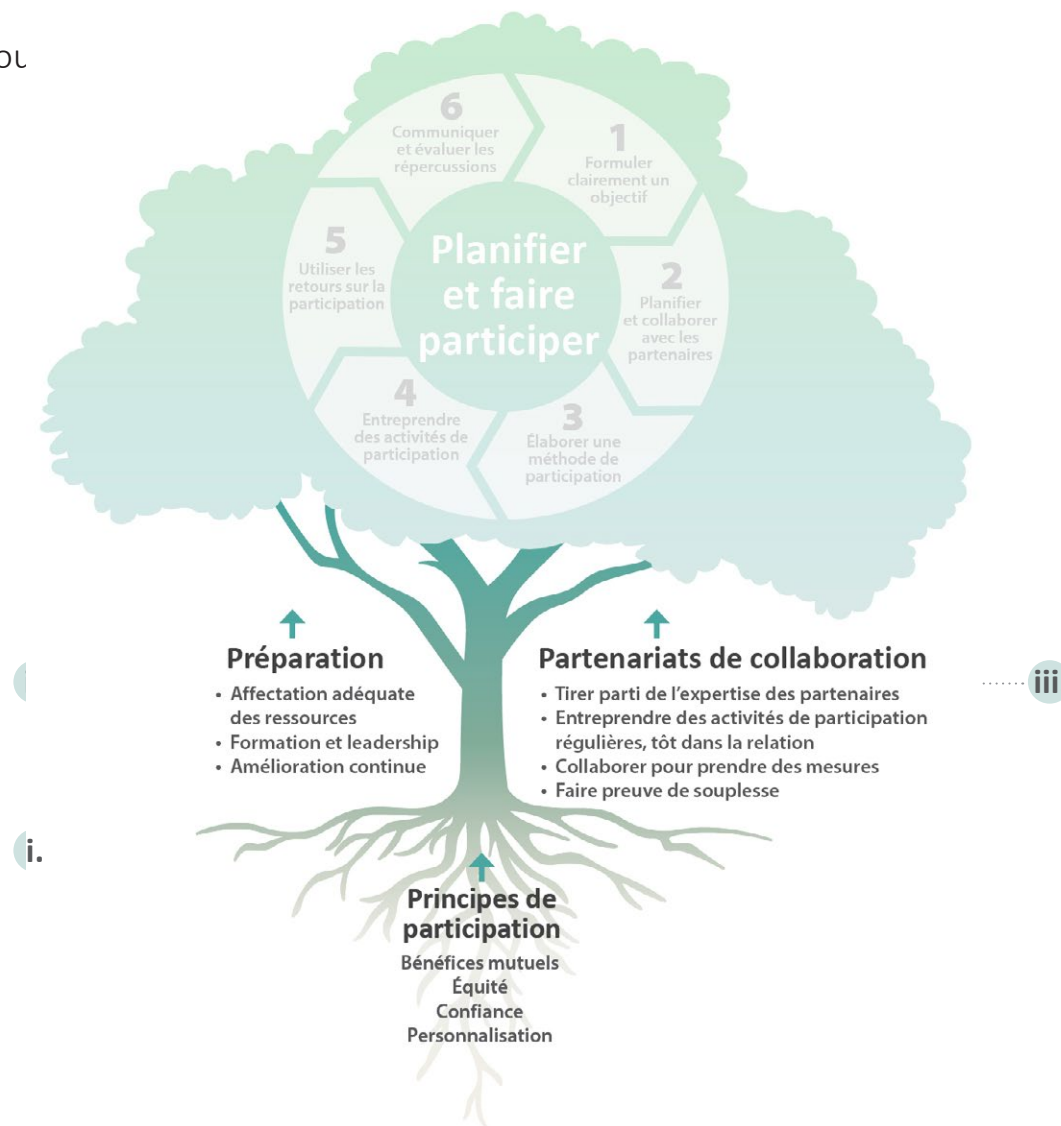 ou
6
Communiquer
et évaluer les
répercussions
1
Formuler
clairement un
objectif
5
Utiliser les
retours sur la
participation
Planifier
et faire
participer
2
Planifier
et collaborer
avec les
partenaires
4
Entreprendre
des activités de
participation
3
Élaborer une
méthode de
participation
Préparation
• Affectation adéquate
des ressources
• Formation et leadership
• Amélioration continue
Partenariats de collaboration
• Tirer parti de l’expertise des partenaires
• Entreprendre des activités de participation
régulières, tôt dans la relation
• Collaborer pour prendre des mesures
• Faire preuve de souplesse
iii
i.
Principes de
participation
Bénéfices mutuels
Équité
Confiance
Personnalisation